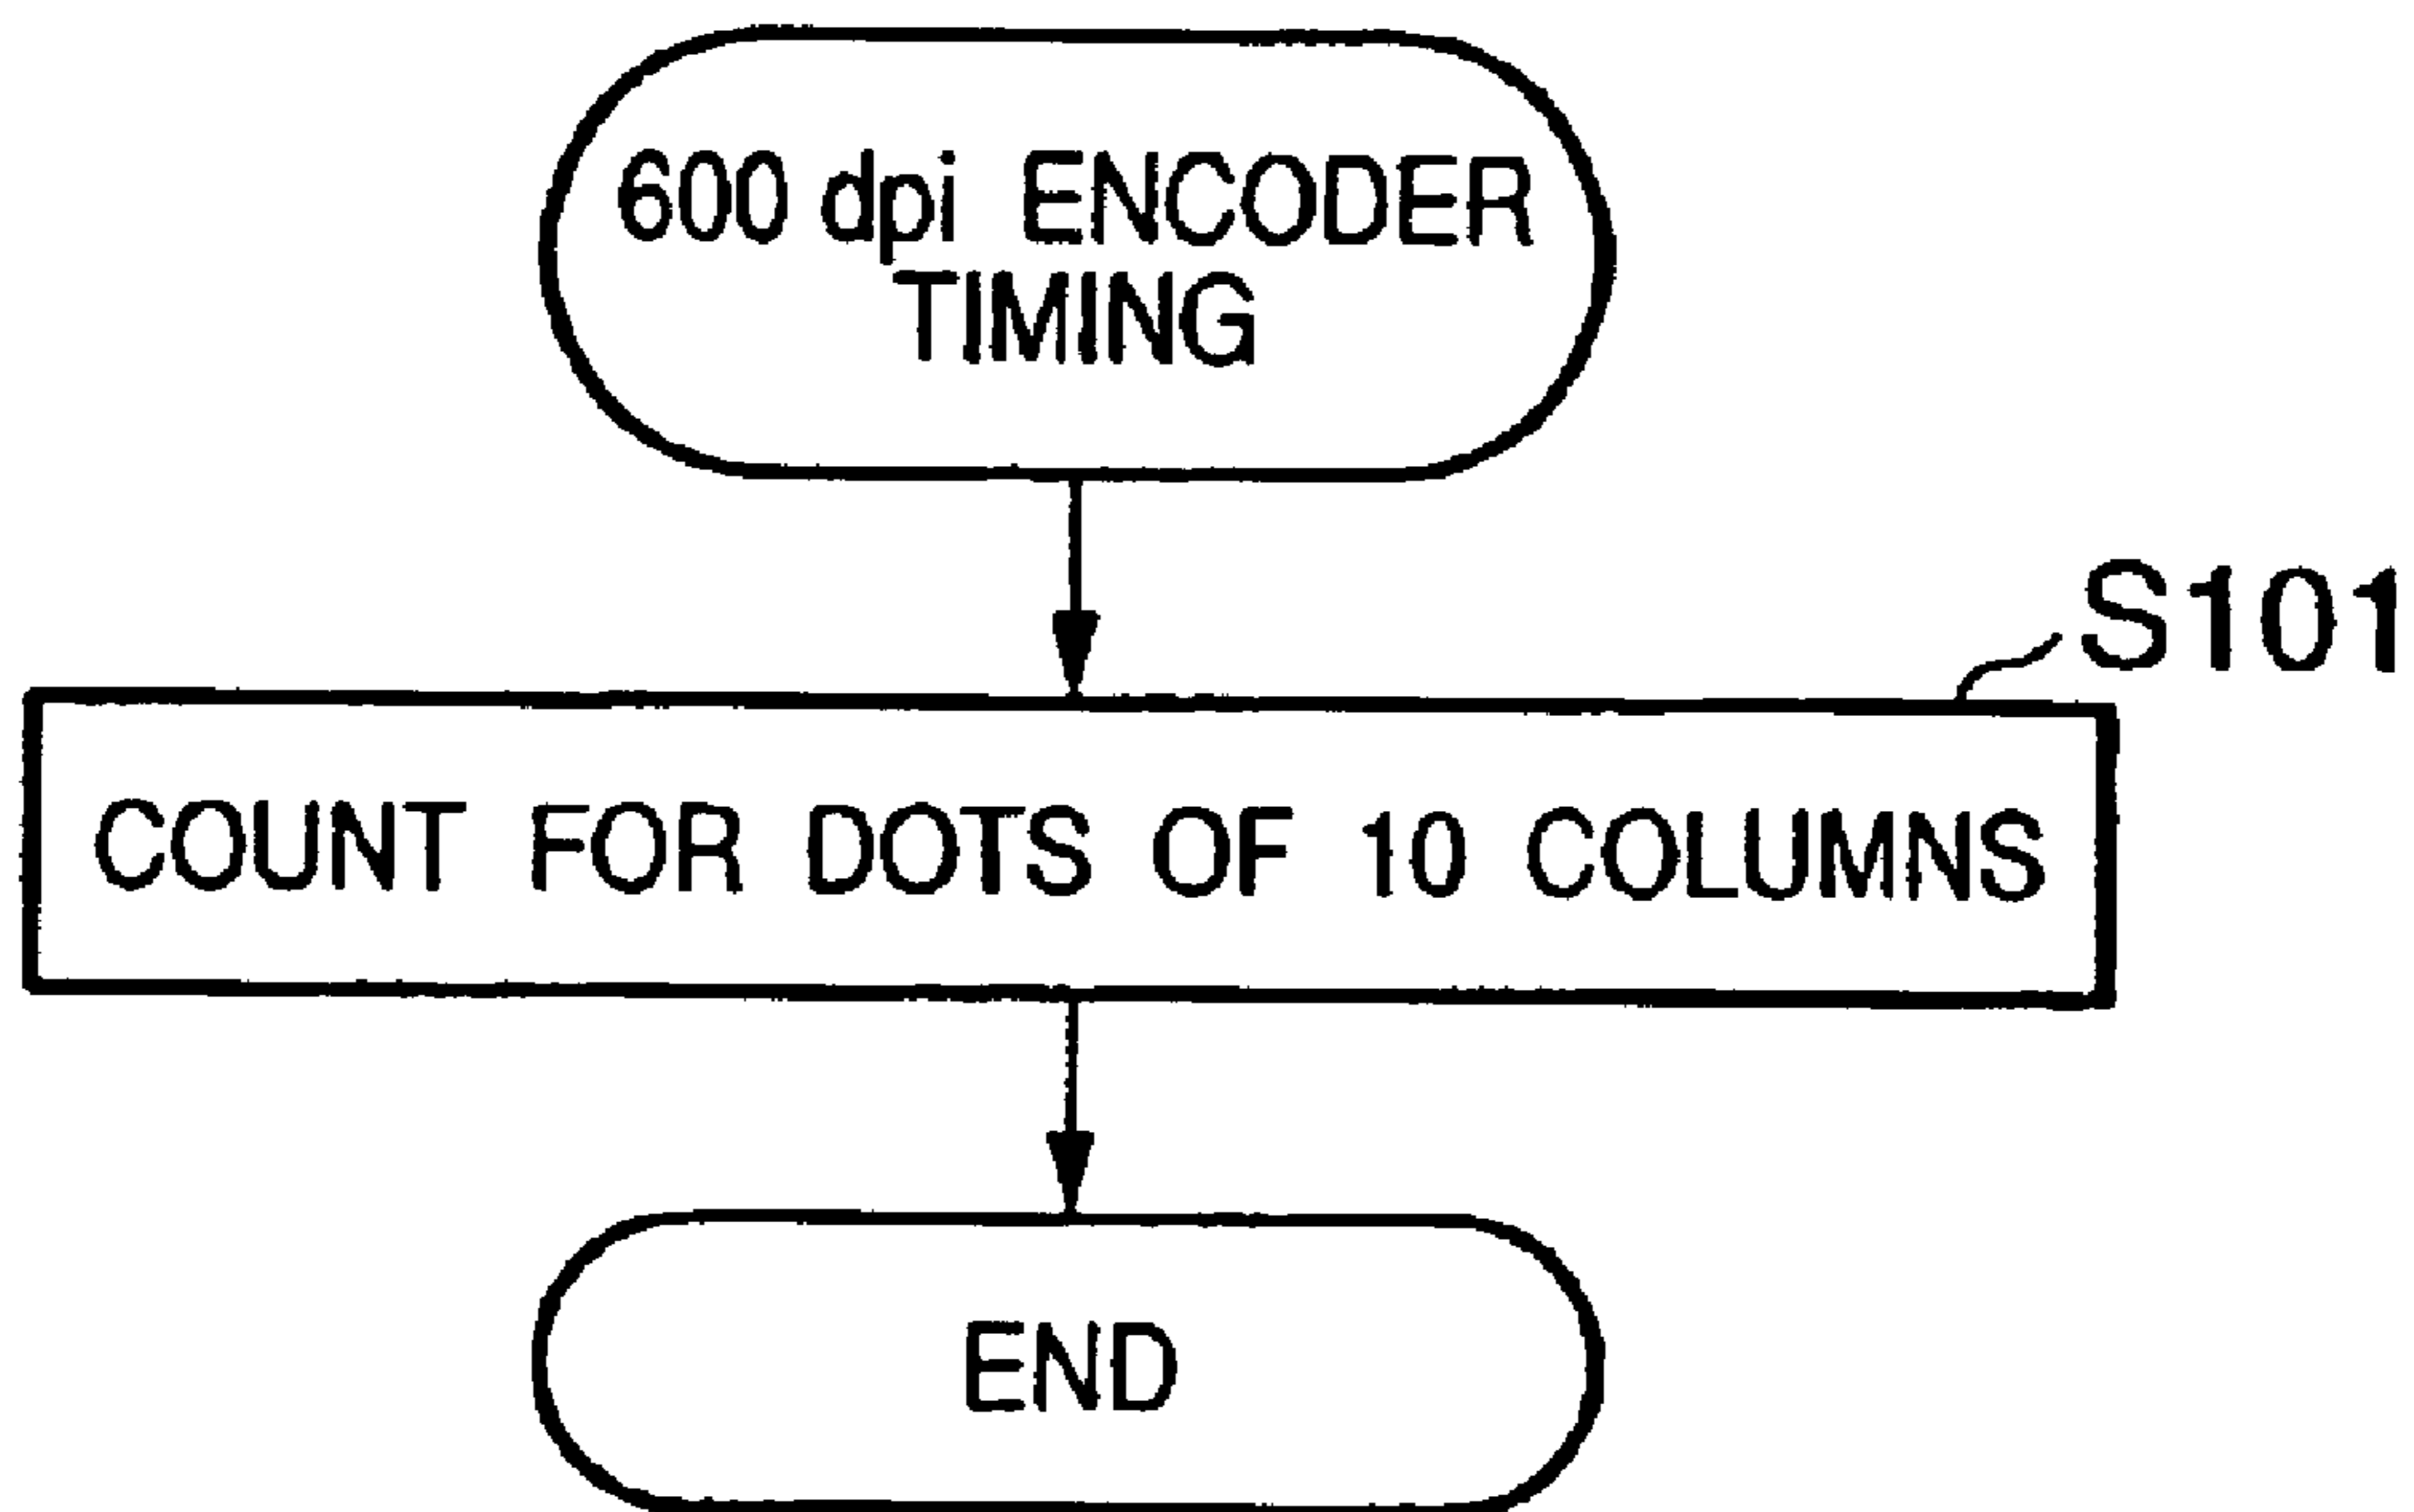 600 dpi ENCODER
TIMING
S101
COUNT FOR DOTS OF 10 COLUMNS
END